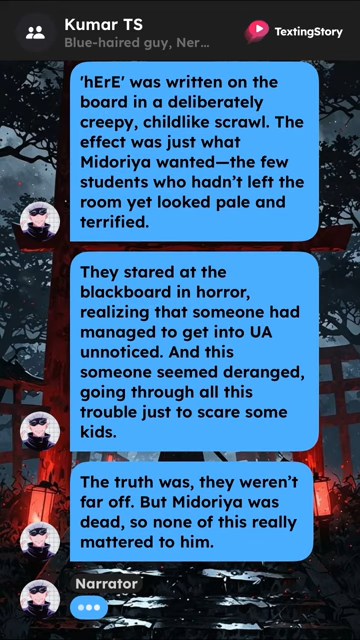 Kumar TS
Blue-haired guy, Ner...
TextingStory
'hErE' was written on the
board in a deliberately
creepy, childlike scrawl. The
effect was just what
Midoriya wanted—the few
students who hadn't left the
room yet looked pale and
terrified.
They stared at the
blackboard in horror,
realizing that someone had
managed to get into UA
unnoticed. And this
someone seemed deranged,
going through all this
trouble just to scare some
kids.
The truth was, they weren't
far off. But Midoriya was
dead, so none of this really
mattered to him.
Narrator